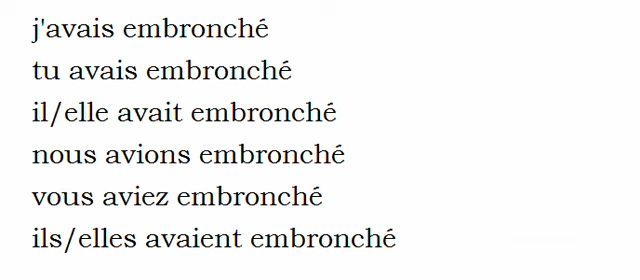 j'avais embronché
tu avais embronché
il/elle avait embronché
nous avions embronché
vous aviez embronché
ils/elles avaient embronché